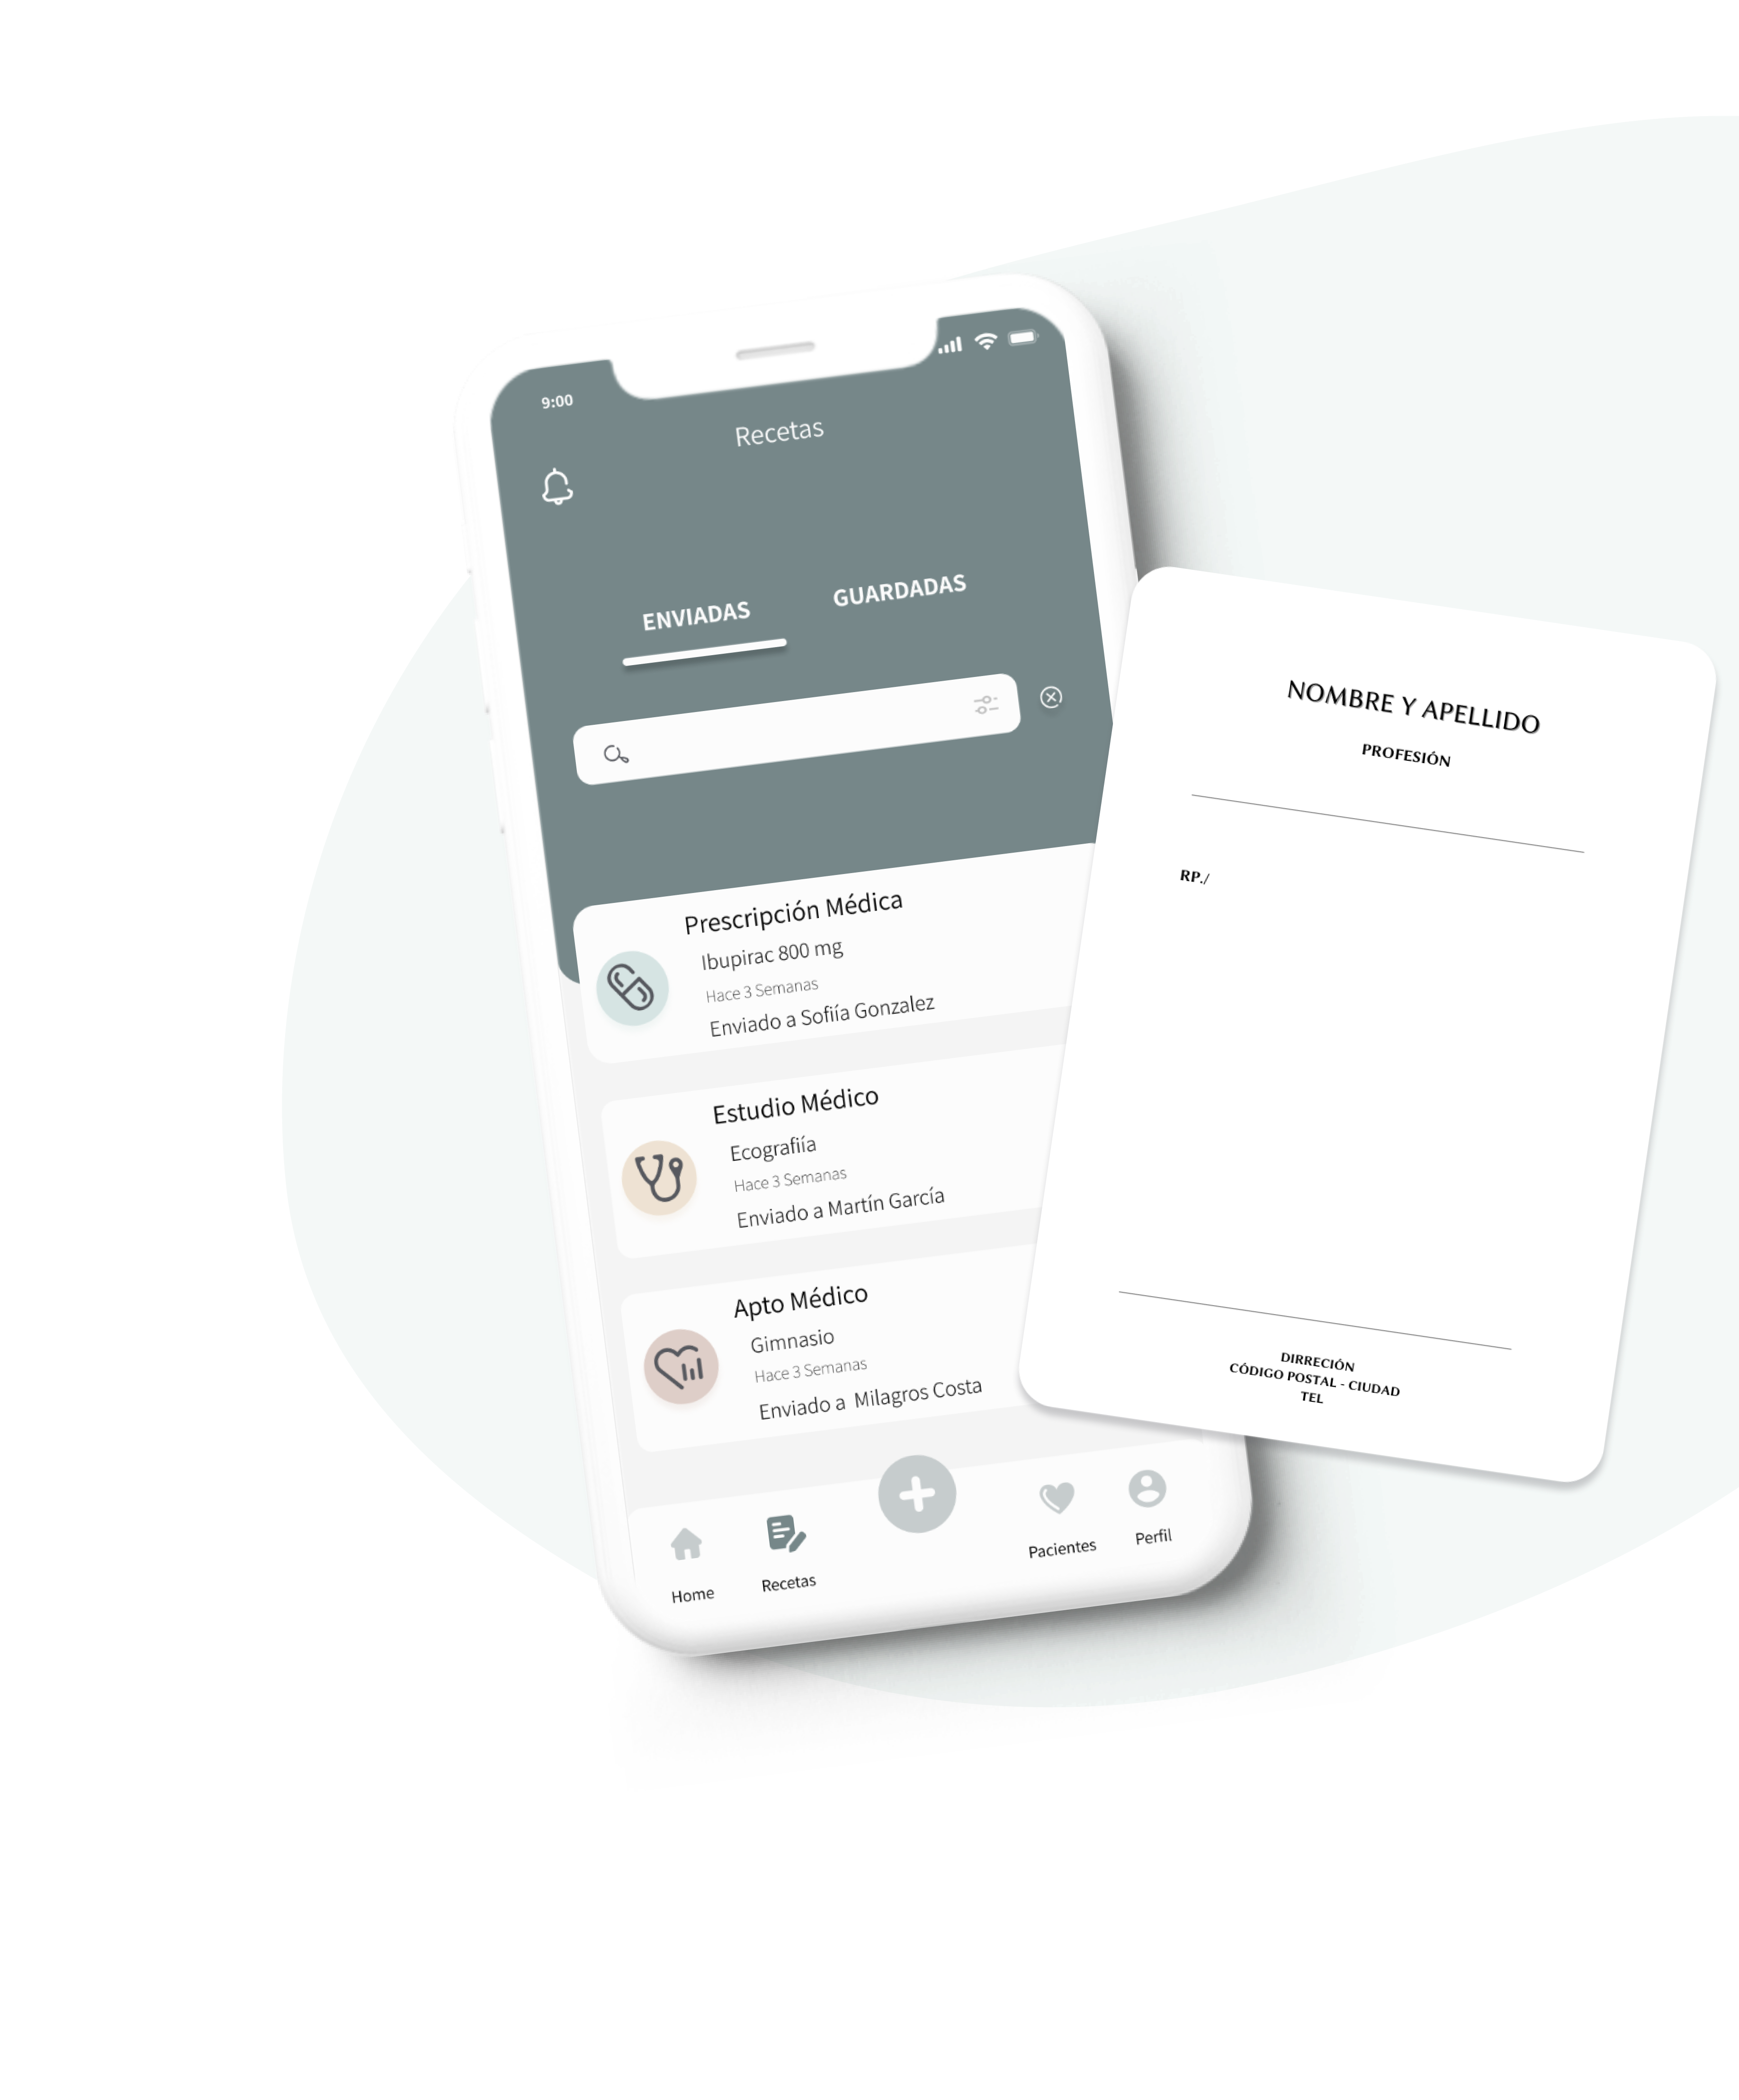 9:00
Recetas
ENVIADAS
GUARDADAS
Prescripción Médica
Ibupirac 800 mg
Hace 3 Semanas
Enviado a Sofiía Gonzalez
Estudio Médico
Ecografiía
Hace 3 Semanas
Enviado a Martín García
Apto Médico
Gimnasio
Hace 3 Semanas
Enviado a Milagros Costa
Home
Recetas
Pacientes
Perfil
NOMBRE Y APELLIDO
PROFESIÓN
RP./
DIRRECIÓN
CÓDIGO POSTAL - CIUDAD
TEL